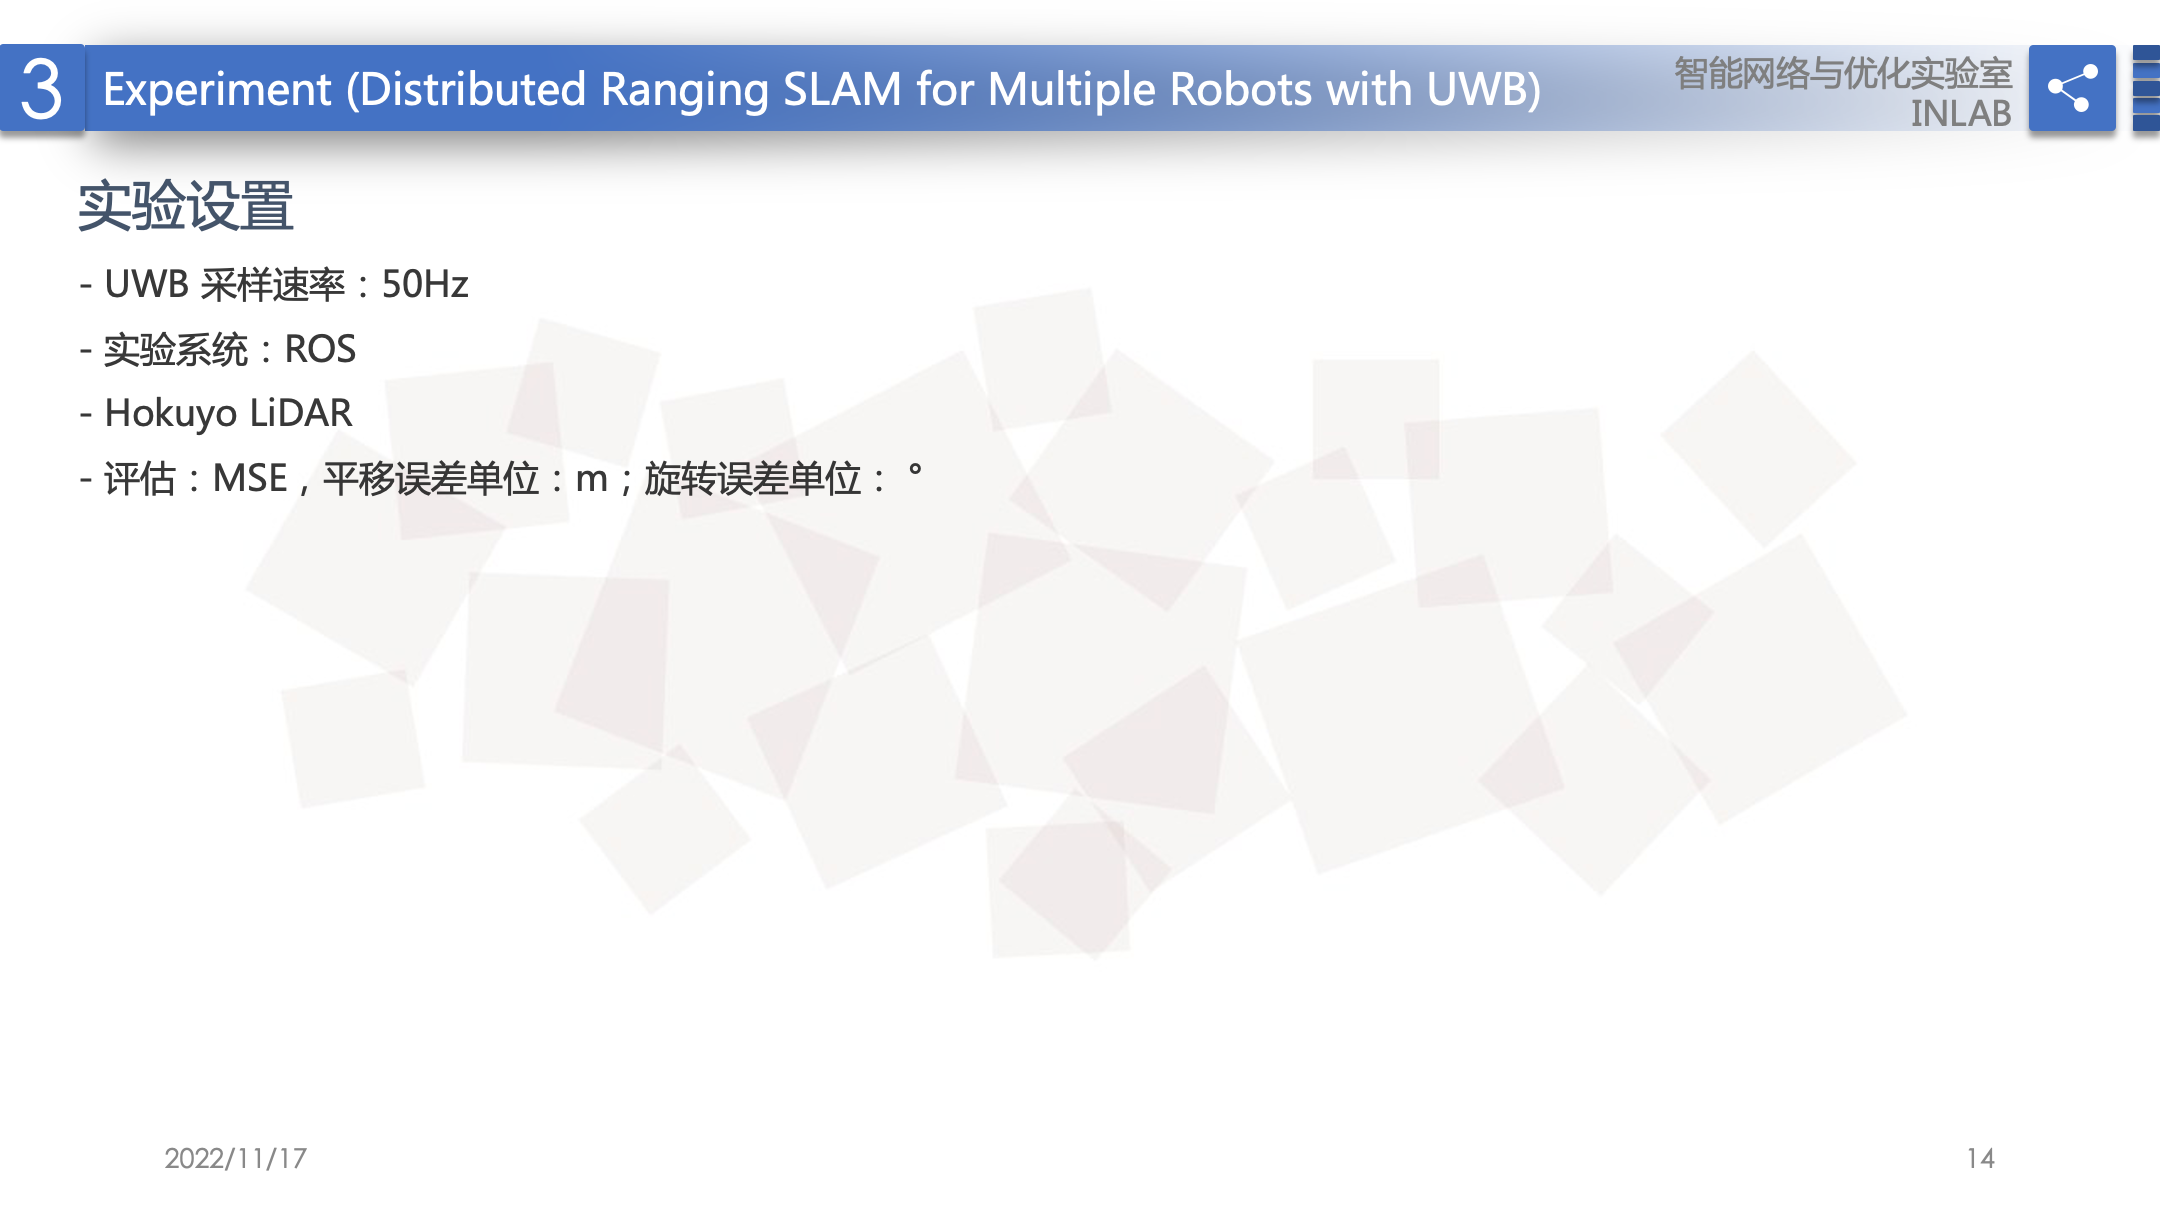 3
Experiment (Distributed Ranging SLAM for Multiple Robots with UWB)
智能网络与优化实验室
INLAB
实验设置
- UWB 采样速率：50Hz
- 实验系统：ROS
- Hokuyo LiDAR
- 评估：MSE，平移误差单位：m；旋转误差单位： °
2022/11/17
14